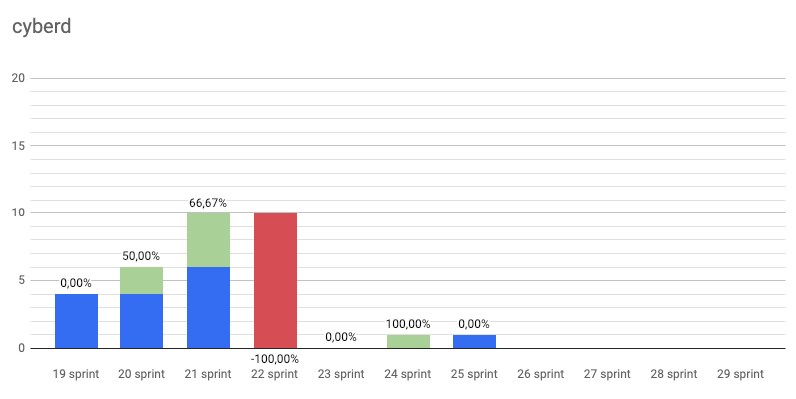 cyberd
20
15
10
5
0
0,00%
50,00%
66,67%
-100,00%
0,00%
100,00%
0,00%
19 sprint
20 sprint
21 sprint
22 sprint
23 sprint
24 sprint
25 sprint
26 sprint
27 sprint
28 sprint
29 sprint